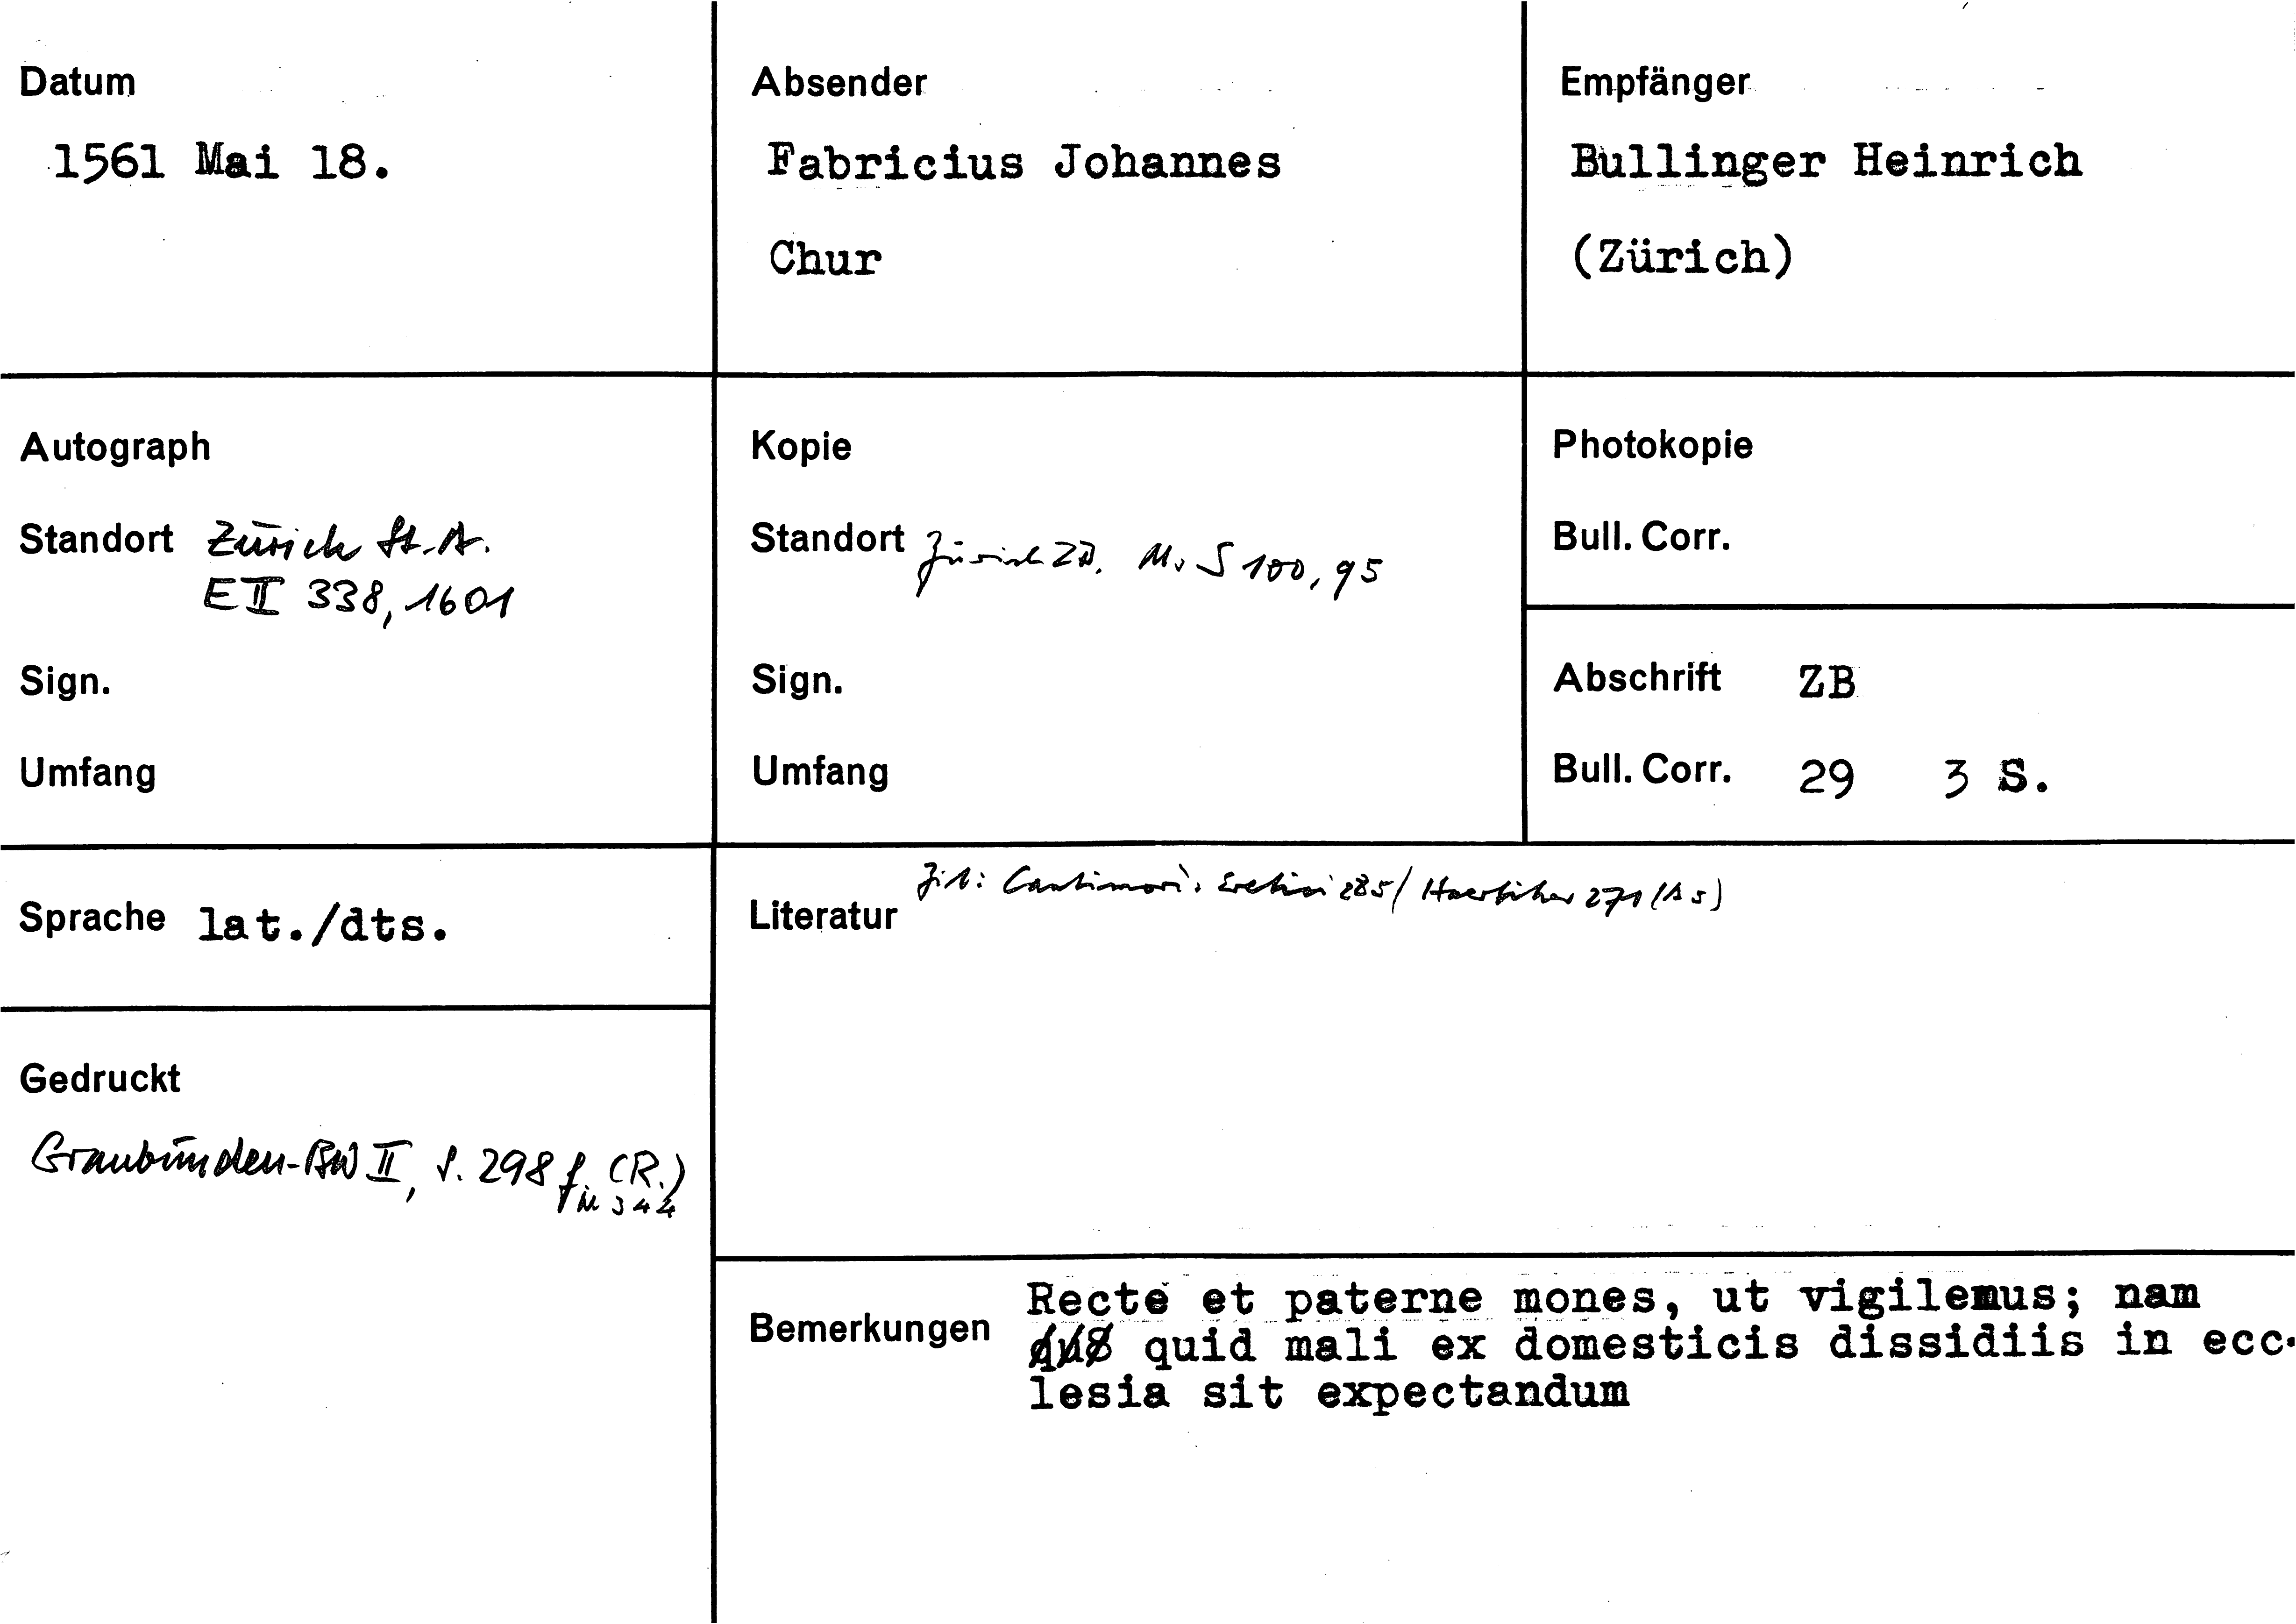 Datum
1561 Mai 18.
Absender
Fabricius Johannes
Chur
Empfänger
Bullinger Heinrich
(Zürich)
Autograph
Standort Zürich St.A.
E II 338, 1601
Sign.
Umfang
Kopie
Standort Zürich ZB. Ms S 100, 95
Sign.
Umfang
Photokopie
Bull. Corr.
Abschrift ZB
Bull. Corr. 29 3 S.
Sprache lat./dts.
Gedruckt
Graubünden-BW II, S. 298 f. (R.)
Nr 344
Literatur Zit: Cantimori, Eretici 285/ 271 (A 5)
Bemerkungen Recte et paterne mones, ut vigilemus; nam
quid mali ex domesticis dissidiis in ecc-
lesia sit expectandum